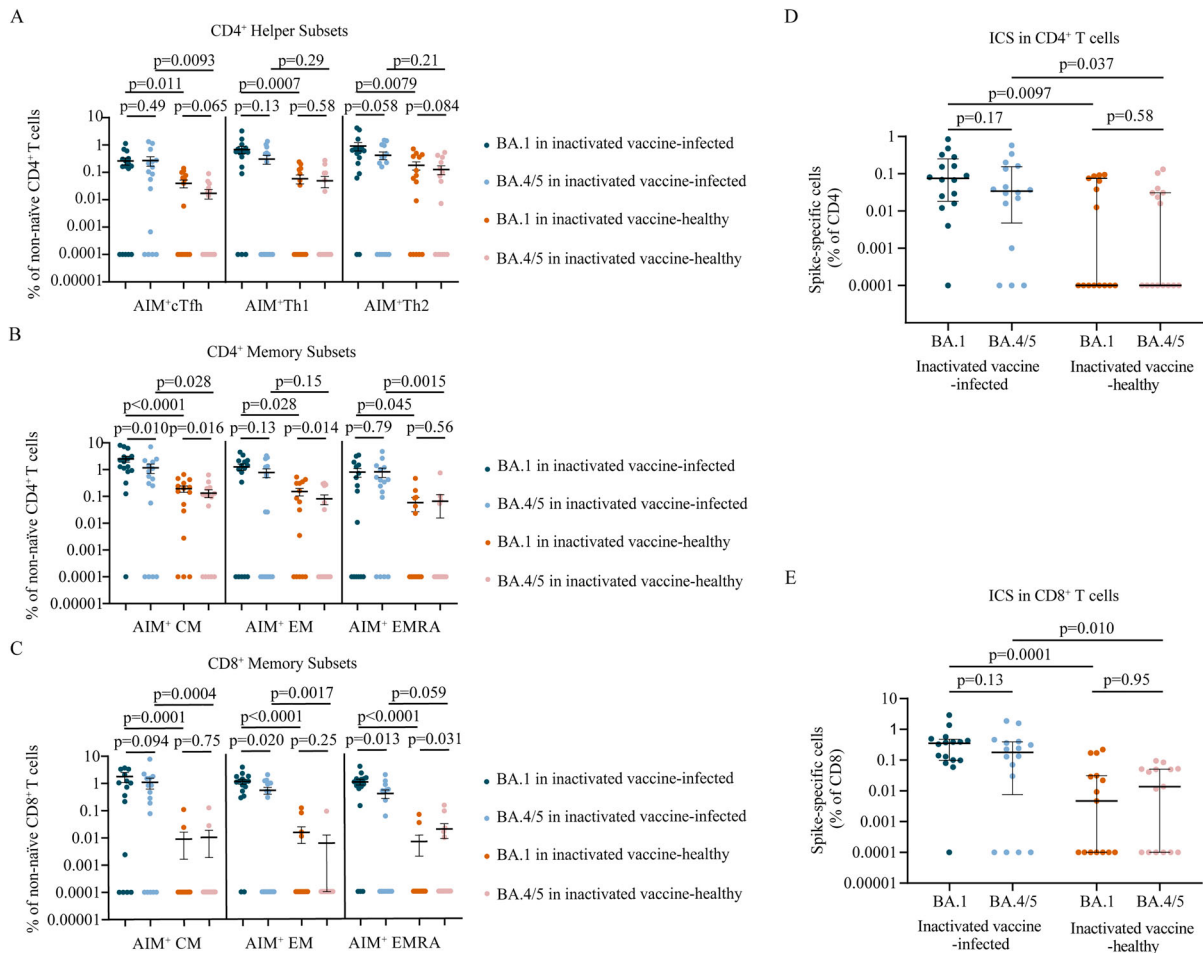 A
CD4⁺ Helper Subsets
p=0.0093
p=0.29
p=0.21
p=0.011
p=0.0007
p=0.0079
p=0.49
p=0.065
p=0.13
p=0.58
p=0.058
p=0.084
% of non-naïve CD4⁺ T cells
10
1
0.1
0.01
0.001
0.0001
0.00001
AIM⁺cTfh
AIM⁺Th1
AIM⁺Th2
BA.1 in inactivated vaccine-infected
BA.4/5 in inactivated vaccine-infected
BA.1 in inactivated vaccine-healthy
BA.4/5 in inactivated vaccine-healthy
B
CD4⁺ Memory Subsets
p=0.028
p=0.15
p=0.0015
p<0.0001
p=0.028
p=0.045
p=0.010
p=0.016
p=0.13
p=0.014
p=0.79
p=0.56
% of non-naïve CD4⁺T cells
10
1
0.1
0.01
0.001
0.0001
0.00001
AIM⁺ CM
AIM⁺ EM
AIM⁺ EMRA
BA.1 in inactivated vaccine-infected
BA.4/5 in inactivated vaccine-infected
BA.1 in inactivated vaccine-healthy
BA.4/5 in inactivated vaccine-healthy
C
CD8⁺ Memory Subsets
p=0.0004
p=0.0017
p=0.059
p=0.0001
p<0.0001
p<0.0001
p=0.094
p=0.75
p=0.020
p=0.25
p=0.013
p=0.031
% of non-naïve CD8⁺ T cells
10
1
0.1
0.01
0.001
0.0001
0.00001
AIM⁺ CM
AIM⁺ EM
AIM⁺ EMRA
BA.1 in inactivated vaccine-infected
BA.4/5 in inactivated vaccine-infected
BA.1 in inactivated vaccine-healthy
BA.4/5 in inactivated vaccine-healthy
D
ICS in CD4⁺ T cells
p=0.037
p=0.0097
p=0.17
p=0.58
Spike-specific cells
(% of CD4)
1
0.1
0.01
0.001
0.0001
BA.1
BA.4/5
BA.1
BA.4/5
Inactivated vaccine
-infected
Inactivated vaccine
-healthy
E
ICS in CD8⁺ T cells
p=0.010
p=0.0001
p=0.13
p=0.95
Spike-specific cells
(% of CD8)
10
1
0.1
0.01
0.001
0.0001
0.00001
BA.1
BA.4/5
BA.1
BA.4/5
Inactivated vaccine
-infected
Inactivated vaccine
-healthy